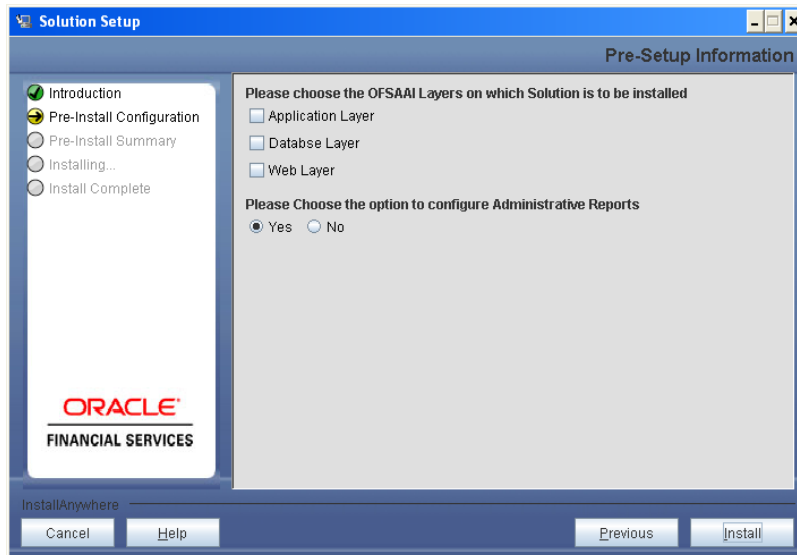 Solution Setup
Pre-Setup Information
Introduction
Pre-Install Configuration
Pre-Install Summary
Installing...
Install Complete
ORACLE
FINANCIAL SERVICES
Please choose the OFSAAI Layers on which Solution is to be installed
Application Layer
Databse Layer
Web Layer
Please Choose the option to configure Administrative Reports
Yes No
InstallAnywhere
Cancel Help Previous Install